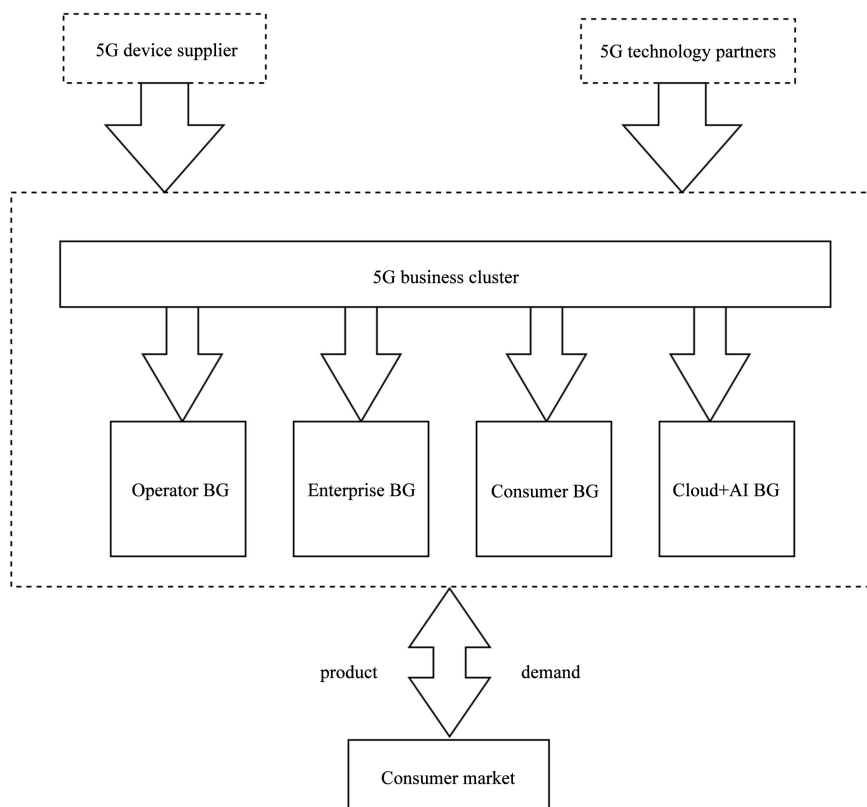 5G device supplier
5G technology partners
5G business cluster
Operator BG
Enterprise BG
Consumer BG
Cloud+AI BG
product
demand
Consumer market